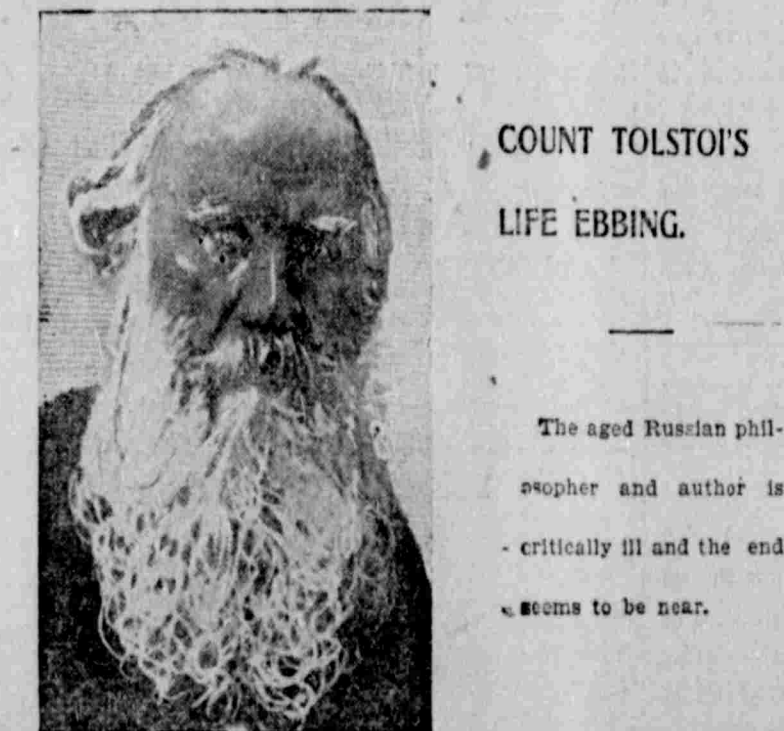 COUNT TOLSTOI'S
LIFE EBBING.
The aged Russian phil-
osopher and author is
critically ill and the end
seems to be near.